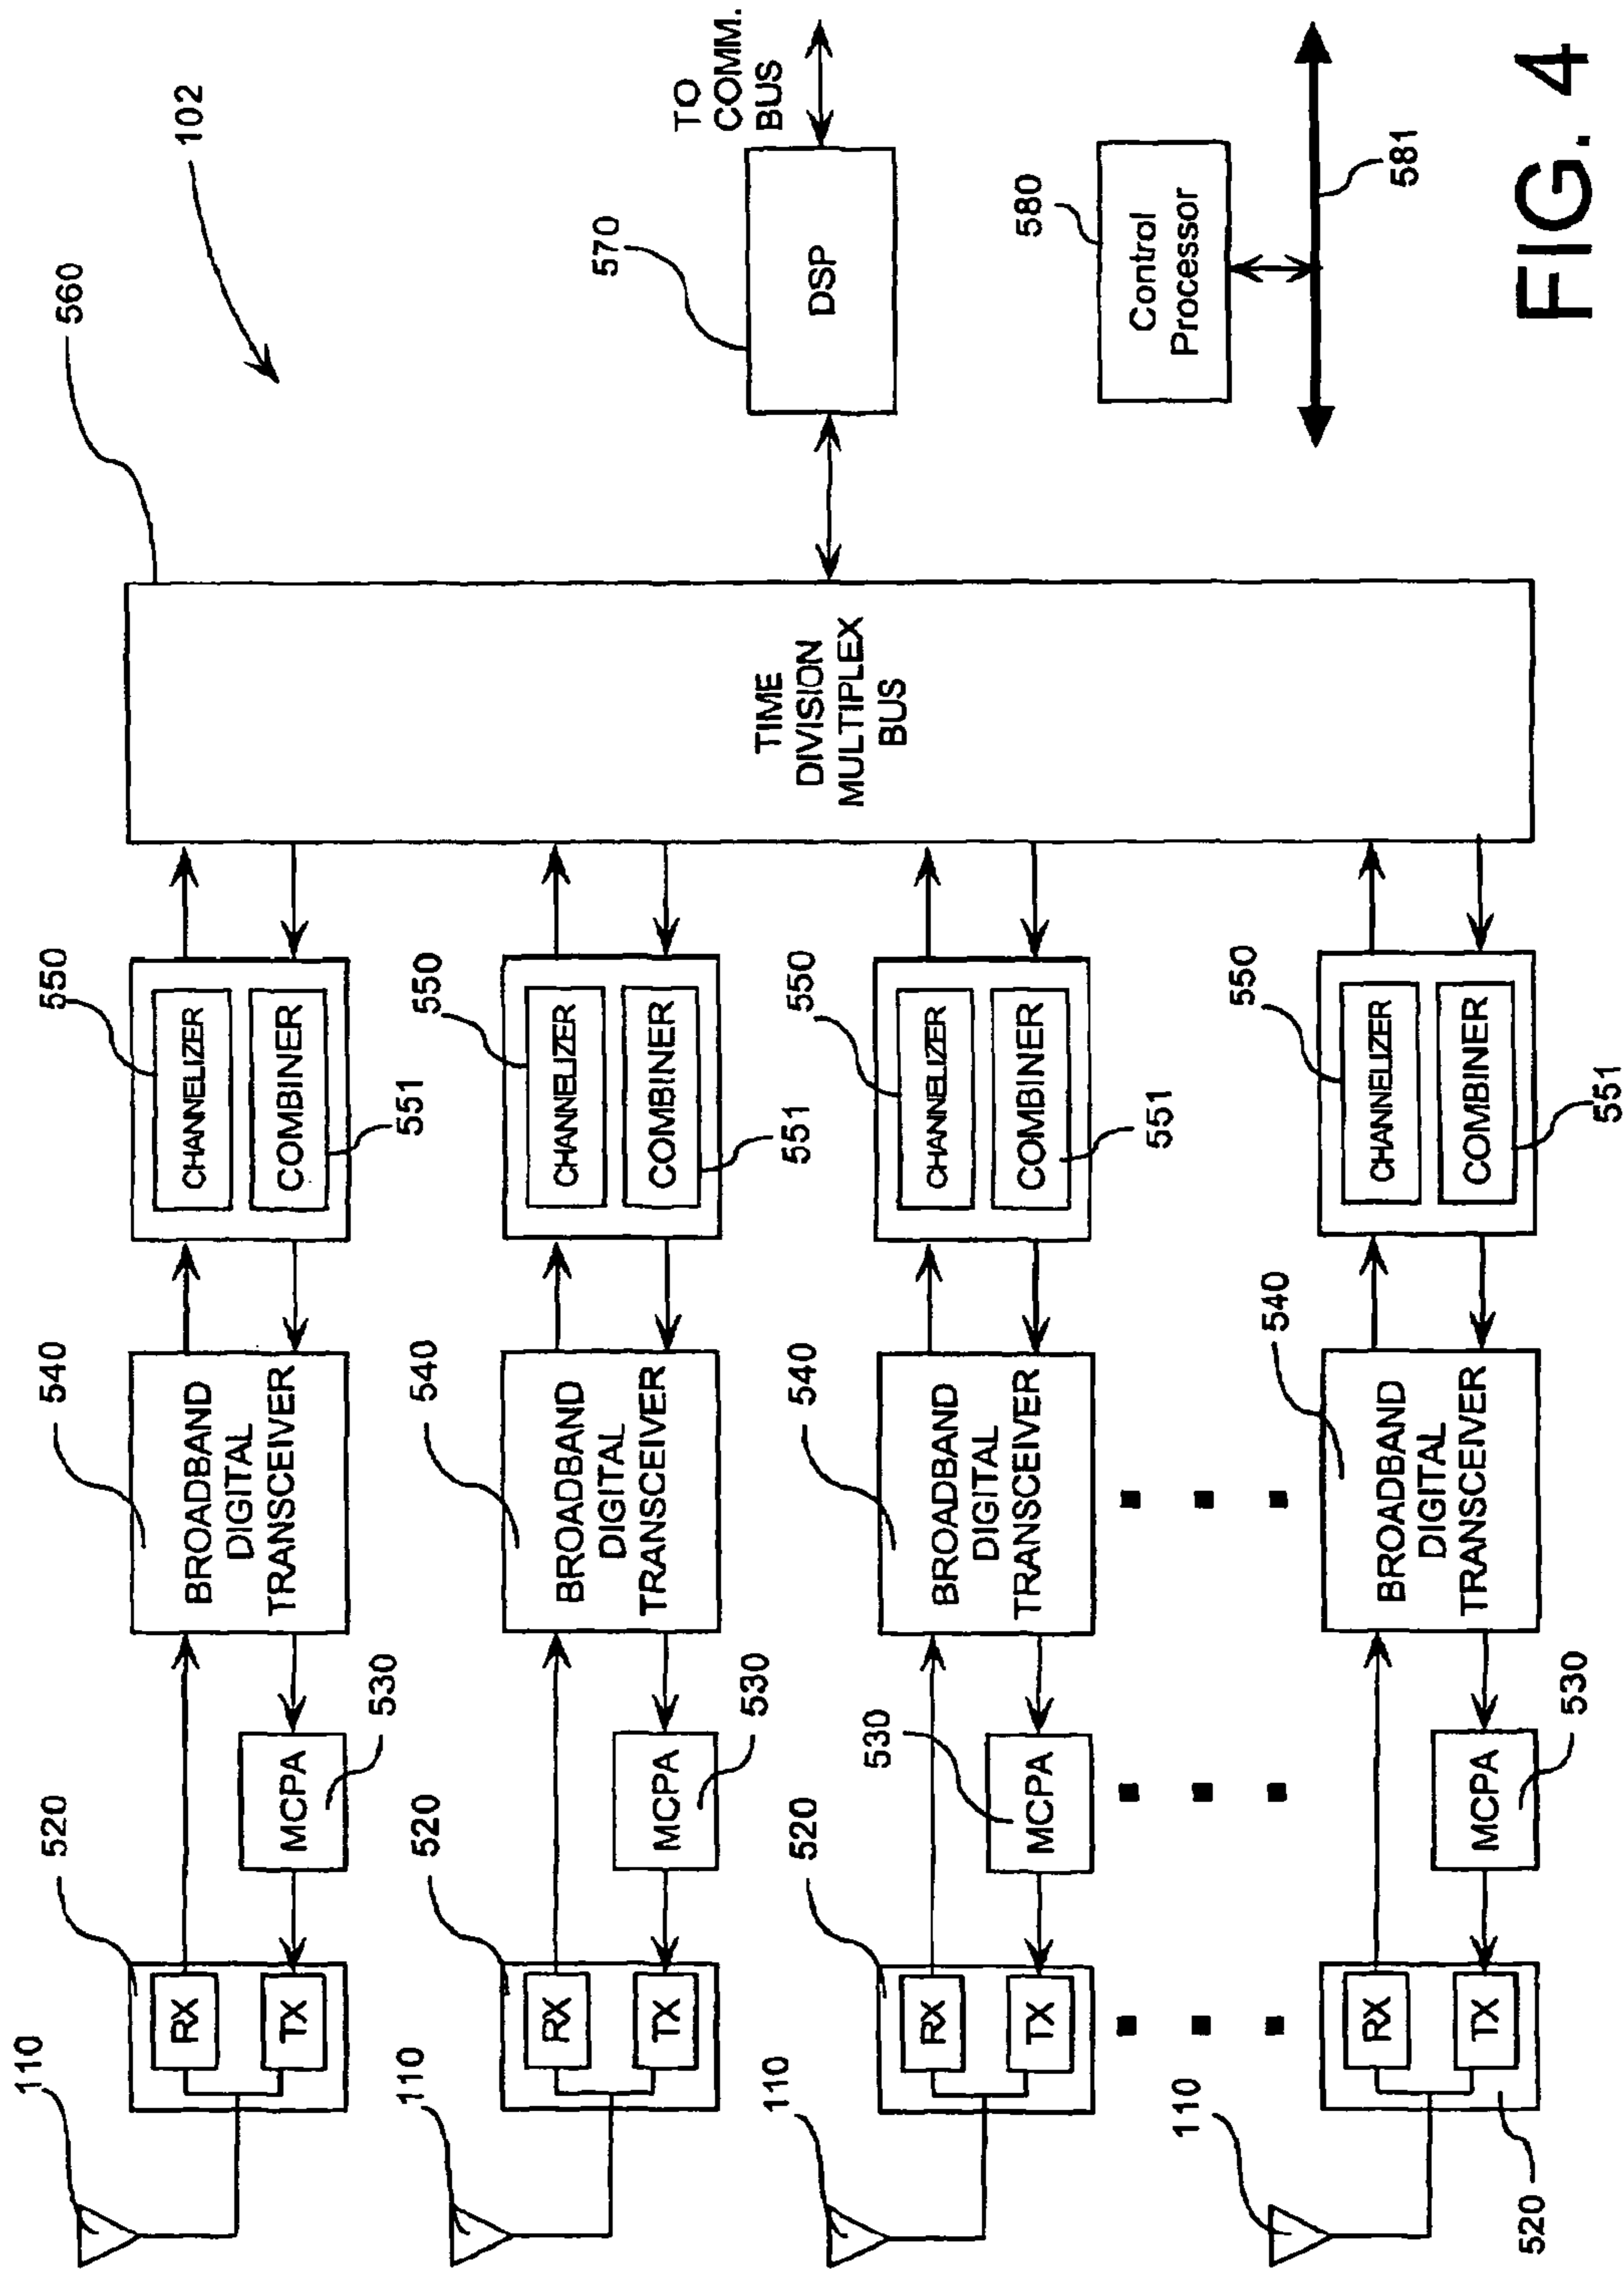 102
560
TO
COMM.
BUS
570
DSP
580
Control
Processor
581
TIME
DIVISION
MULTIPLEX
BUS
110
520
RX
TX
MCPA
530
540
BROADBAND
DIGITAL
TRANSCEIVER
550
CHANNELIZER
COMBINER
551
110
520
RX
TX
MCPA
530
540
BROADBAND
DIGITAL
TRANSCEIVER
550
CHANNELIZER
COMBINER
551
110
520
RX
TX
530
MCPA
540
BROADBAND
DIGITAL
TRANSCEIVER
550
CHANNELIZER
COMBINER
551
110
520
RX
TX
MCPA
530
540
BROADBAND
DIGITAL
TRANSCEIVER
550
CHANNELIZER
COMBINER
551
FIG. 4